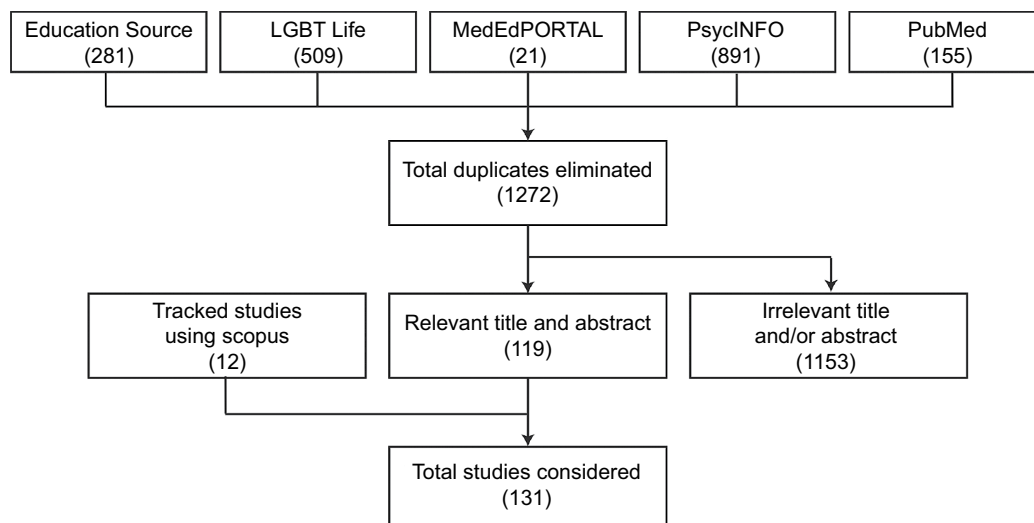 Education Source
(281)
LGBT Life
(509)
MedEdPORTAL
(21)
PsycINFO
(891)
PubMed
(155)
Total duplicates eliminated
(1272)
Tracked studies
using scopus
(12)
Relevant title and abstract
(119)
Irrelevant title
and/or abstract
(1153)
Total studies considered
(131)